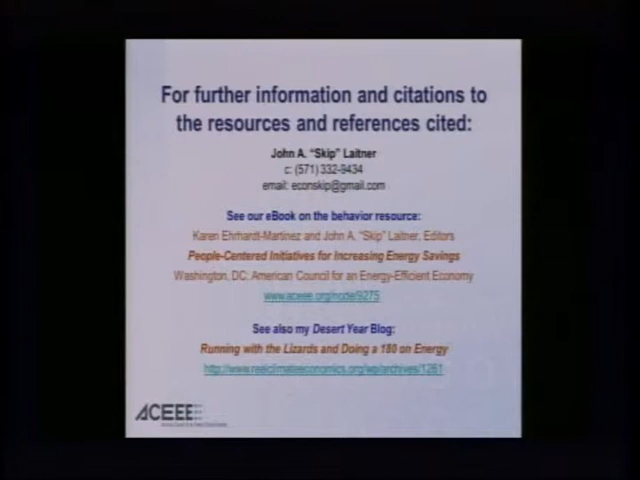 For further information and citations to
the resources and references cited:
John A. "Skip" Laitner
c: (571) 332-9434
email: econskip@gmail.com
See our eBook on the behavior resource:
Karen Ehrhardt-Martinez and John A. "Skip" Laitner, Editors
People-Centered Initiatives for Increasing Energy Savings
Washington, DC: American Council for an Energy-Efficient Economy
www.aceee.org/node/9275
See also my Desert Year Blog:
Running with the Lizards and Doing a 180 on Energy
http://www.realclimateeconomics.org/wp/archives/1261
ACEEE